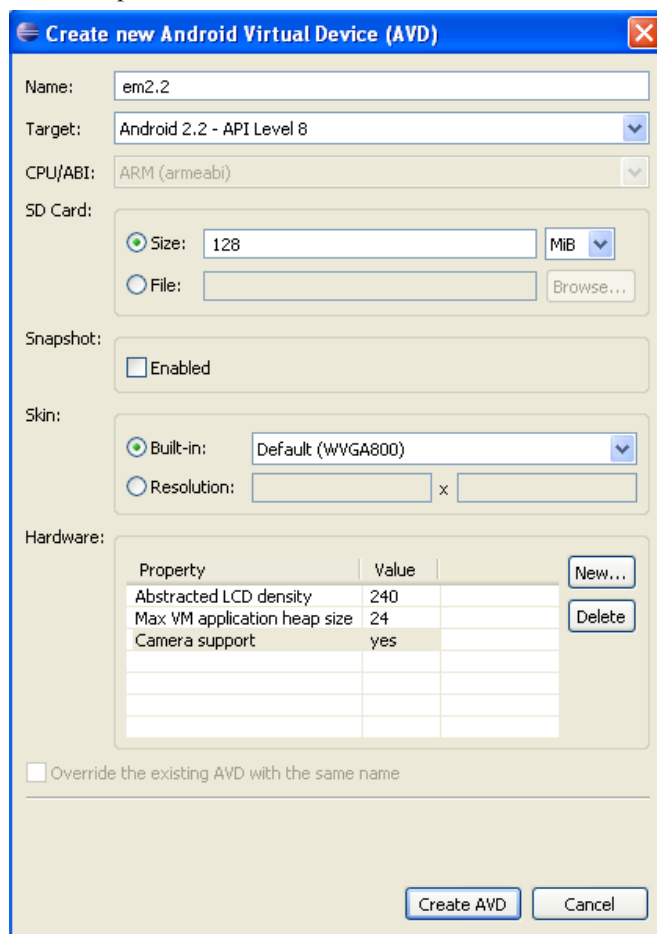 Create new Android Virtual Device (AVD)
Name: em2.2
Target: Android 2.2 - API Level 8
CPU/ABI: ARM (armeabi)
SD Card:
Size: 128 MiB
File: Browse...
Snapshot:
Enabled
Skin:
Built-in: Default (WVGA800)
Resolution: x
Hardware:
Property Value New...
Abstracted LCD density 240
Max VM application heap size 24 Delete
Camera support yes
Override the existing AVD with the same name
Create AVD Cancel